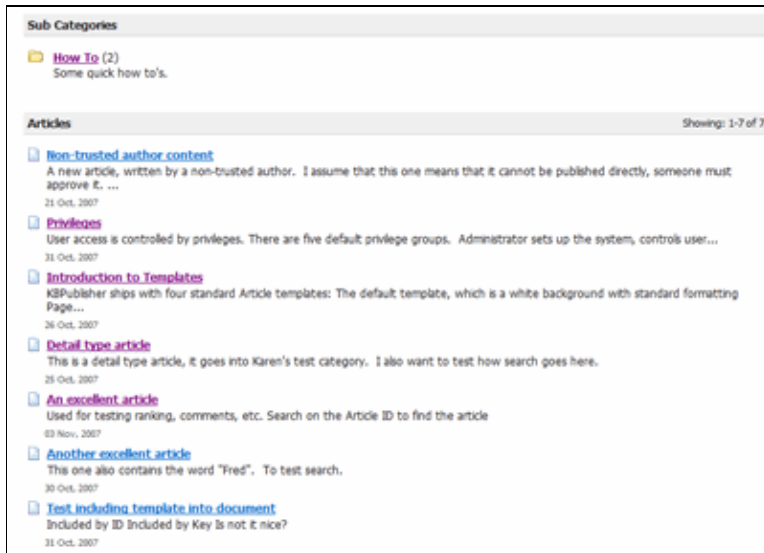 Sub Categories
How To (2)
Some quick how to's.
Articles
Showing: 1-7 of 7
Non-trusted author content
A new article, written by a non-trusted author. I assume that this one means that it cannot be published directly, someone must
approve it. ...
21 Oct, 2007
Privileges
User access is controlled by privileges. There are five default privilege groups. Administrator sets up the system, controls user...
31 Oct, 2007
Introduction to Templates
KBPublisher ships with four standard Article templates: The default template, which is a white background with standard formatting
Page...
26 Oct, 2007
Detail type article
This is a detail type article, it goes into Karen's test category. I also want to test how search goes here.
25 Oct, 2007
An excellent article
Used for testing ranking, comments, etc. Search on the Article ID to find the article
03 Nov, 2007
Another excellent article
This one also contains the word "Fred". To test search.
30 Oct, 2007
Test including template into document
Included by ID Included by Key Is not it nice?
31 Oct, 2007